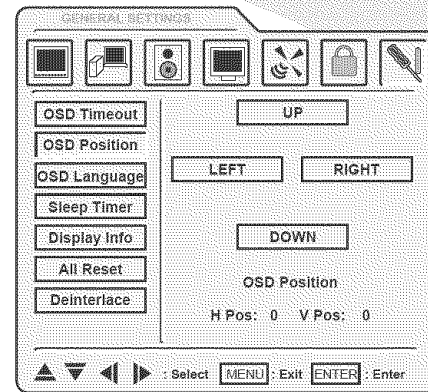 GENERAL SETTINGS
OSD Timeout
OSD Position
OSD Language
Sleep Timer
Display Info
All Reset
Deinterlace
UP
LEFT RIGHT
DOWN
OSD Position
H Pos: 0 V Pos: 0
: Select MENU : Exit ENTER : Enter